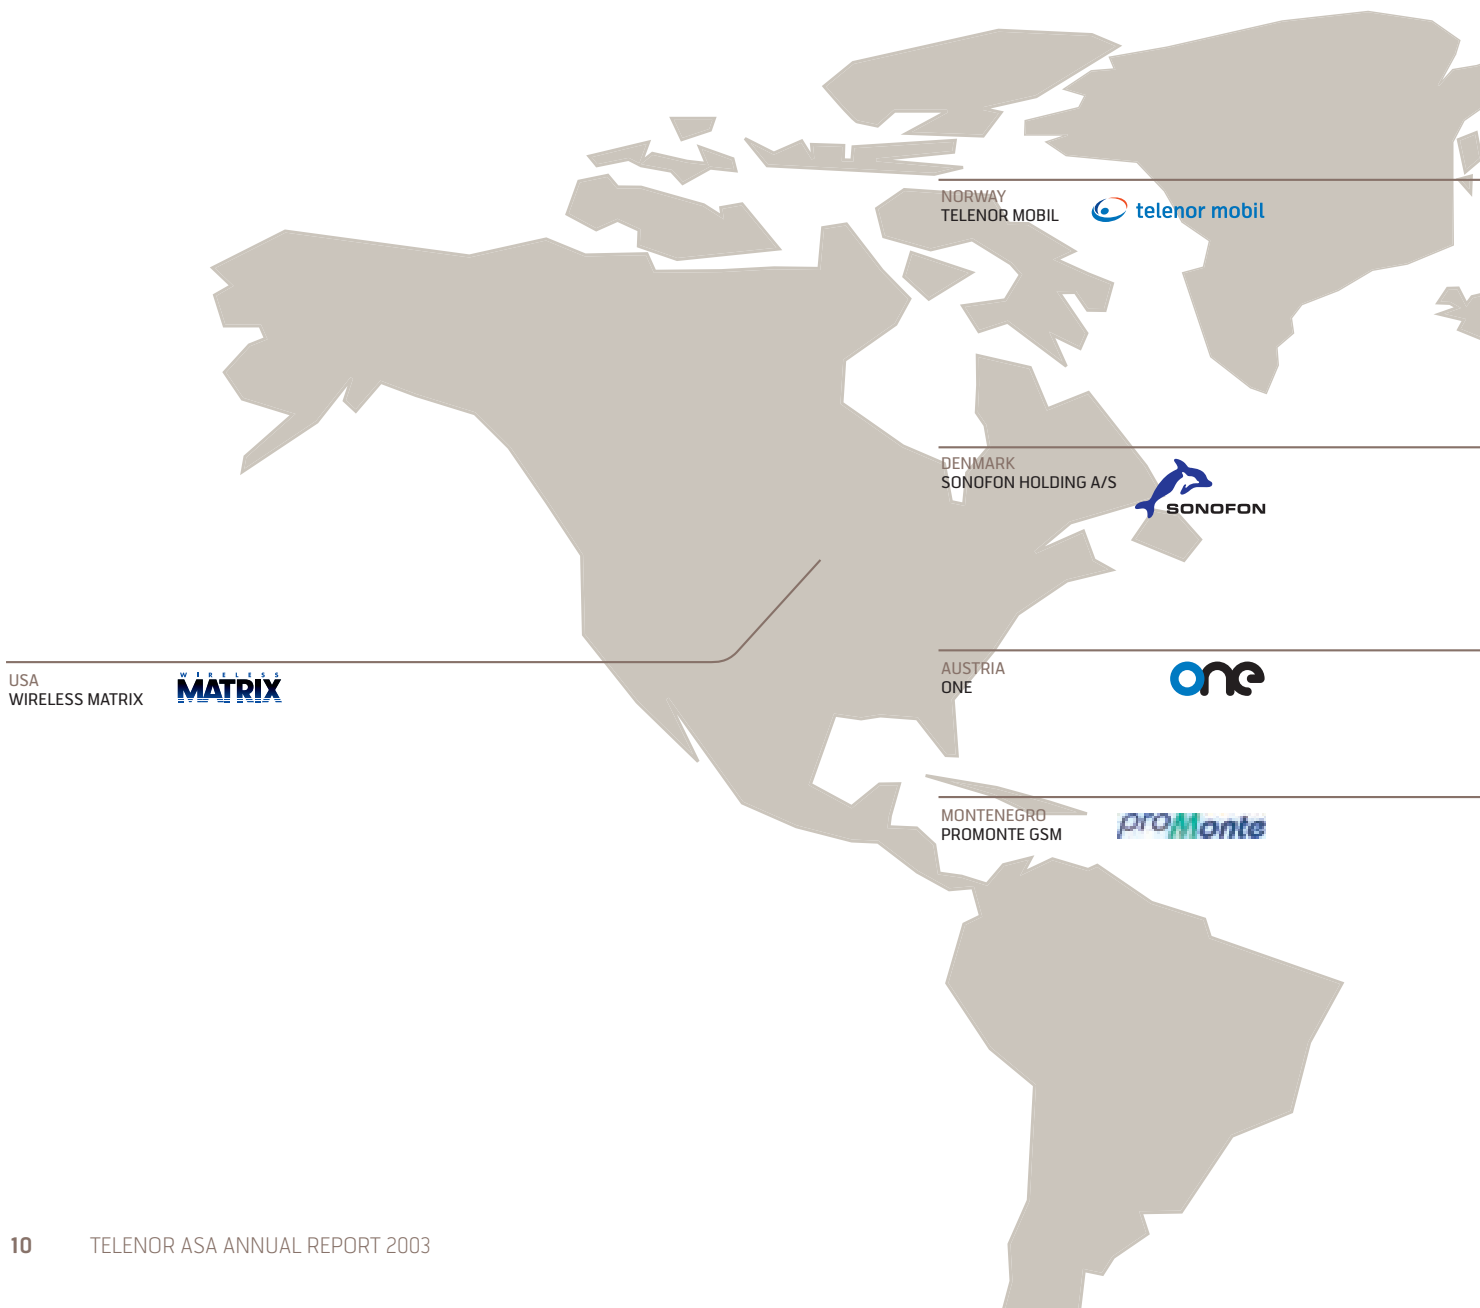 NORWAY
TELENOR MOBIL
telenor mobil
DENMARK
SONOFON HOLDING A/S
SONOFON
USA
WIRELESS MATRIX
WIRELESS
MATRIX
AUSTRIA
ONE
one
MONTENEGRO
PROMONTE GSM
proMonte
10 TELENOR ASA ANNUAL REPORT 2003